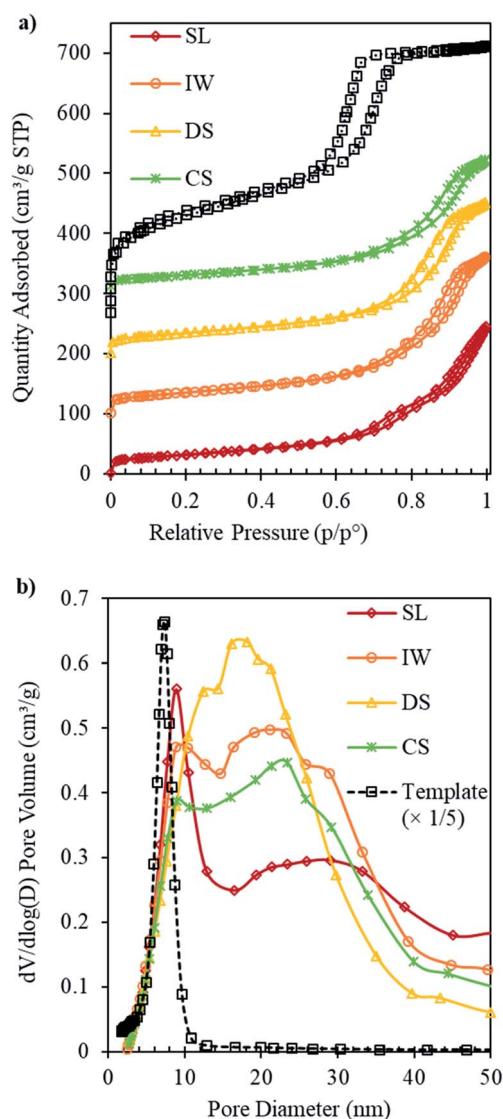 a)
SL
IW
DS
CS
700
600
500
400
300
200
100
0
Quantity Adsorbed (cm³/g STP)
0 0.2 0.4 0.6 0.8 1
Relative Pressure (p/p°)
b)
SL
IW
DS
CS
Template
(× 1/5)
0.7
0.6
0.5
0.4
0.3
0.2
0.1
0
dV/dlog(D) Pore Volume (cm³/g)
0 10 20 30 40 50
Pore Diameter (nm)